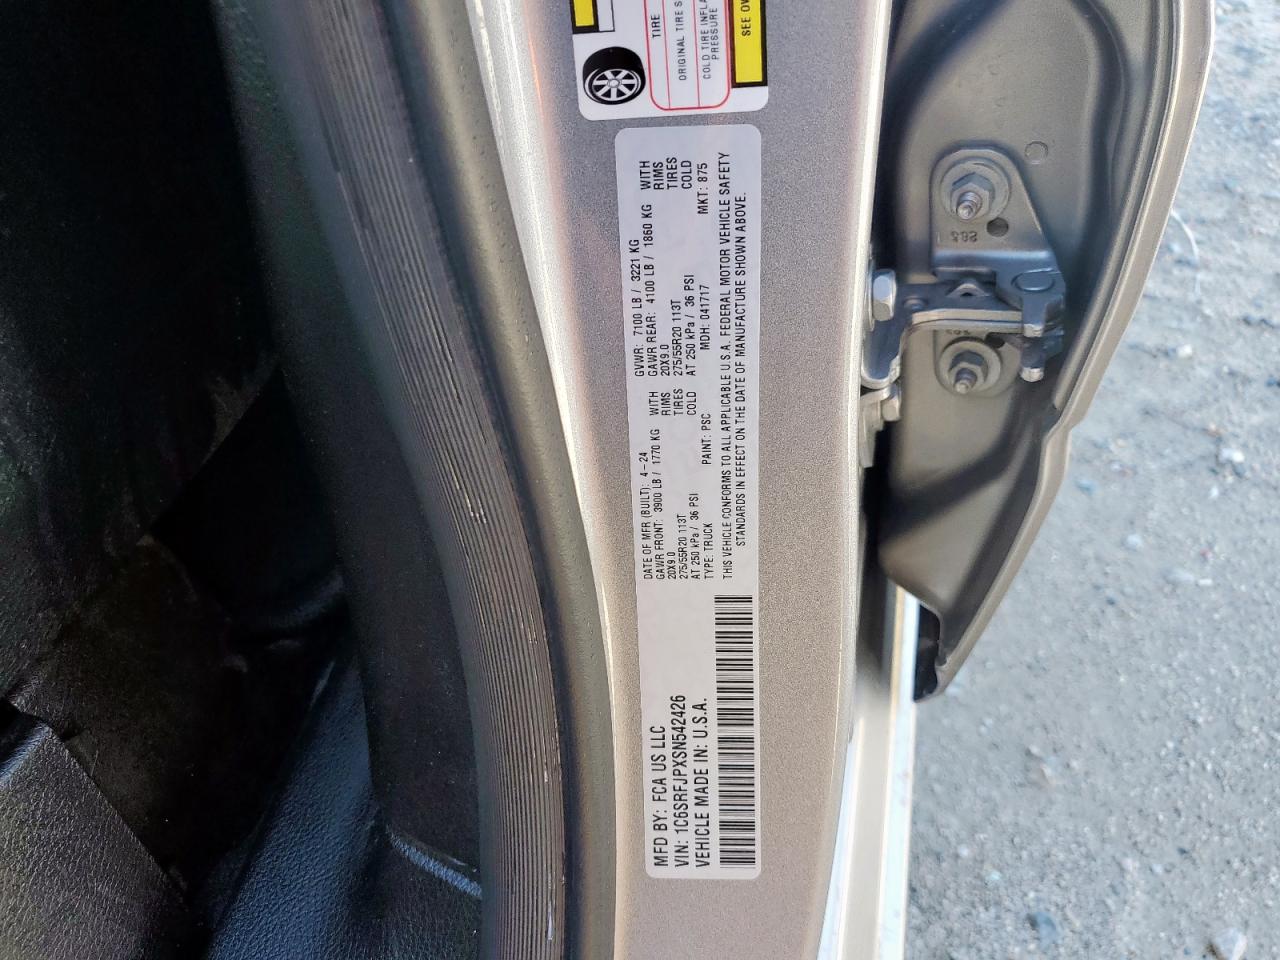 TIRE
ORIGINAL TIRE S
COLD TIRE INFLA
PRESSURE
SEE OW
MFD BY: FCA US LLC
VIN: 1C6SRFJPXSN542426
VEHICLE MADE IN: U.S.A.
DATE OF MFR (BUILT): 4-24 GVWR: 7100 LB / 3221 KG
GAWR FRONT: 3900 LB / 1770 KG WITH GAWR REAR: 4100 LB / 1860 KG WITH
20X9.0 RIMS 20X9.0 RIMS
275/55R20 113T TIRES 275/55R20 113T TIRES
AT 250 kPa / 36 PSI COLD AT 250 kPa / 36 PSI COLD
TYPE: TRUCK PAINT: PSC MDH: 041717 MKT: 875
THIS VEHICLE CONFORMS TO ALL APPLICABLE U.S.A. FEDERAL MOTOR VEHICLE SAFETY
STANDARDS IN EFFECT ON THE DATE OF MANUFACTURE SHOWN ABOVE.